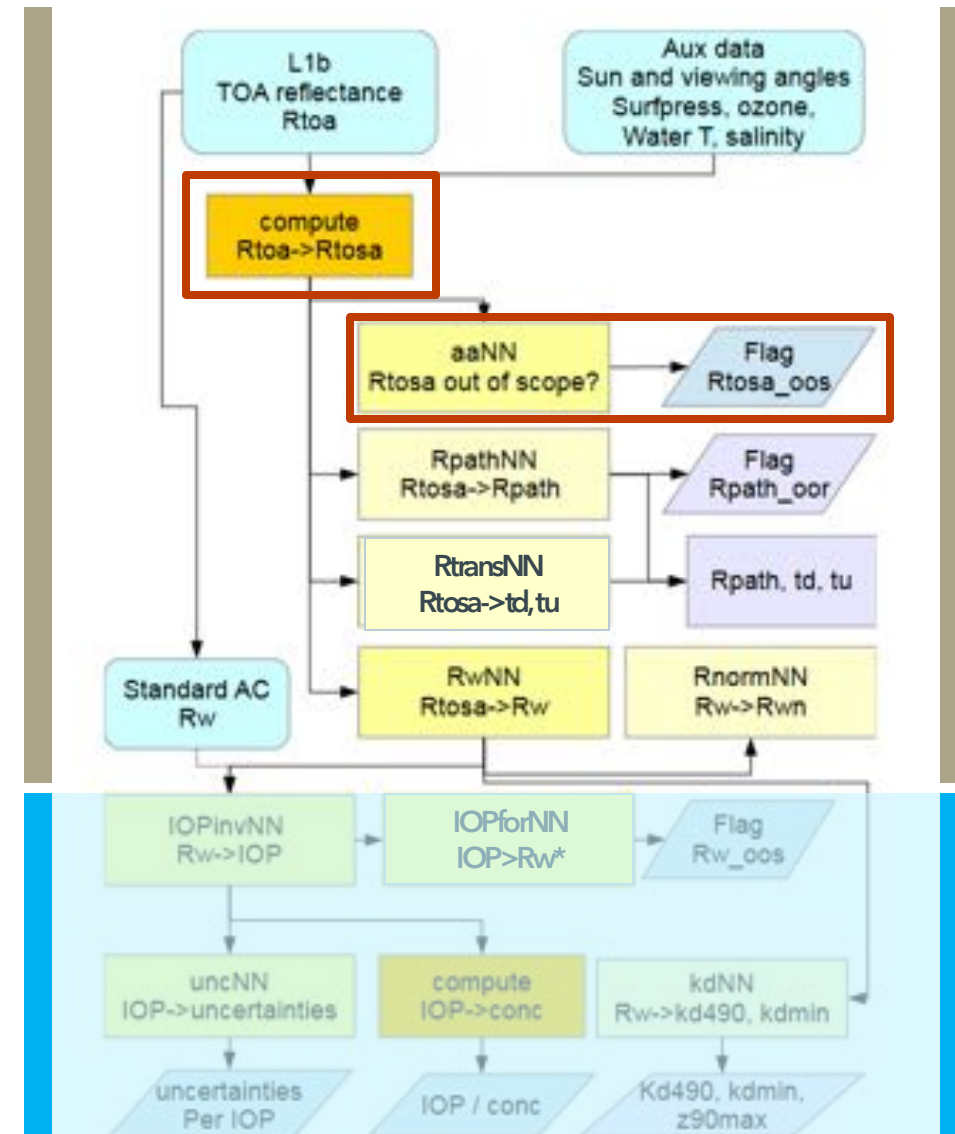 L1b
TOA reflectance
Rtoa
Aux data
Sun and viewing angles
Surfpress, ozone,
Water T, salinity
compute
Rtoa->Rtosa
aaNN
Rtosa out of scope?
Flag
Rtosa_oos
RpathNN
Rtosa->Rpath
Flag
Rpath_oor
RtransNN
Rtosa->td, tu
Rpath, td, tu
Standard AC
Rw
RwNN
Rtosa->Rw
RnormNN
Rw->Rwn
IOPinvNN
Rw->IOP
IOPforNN
IOP>Rw*
Flag
Rw_oos
uncNN
IOP->uncertainties
compute
IOP->conc
kdNN
Rw->kd490, kdmin
uncertainties
Per IOP
IOP / conc
Kd490, kdmin,
z90max